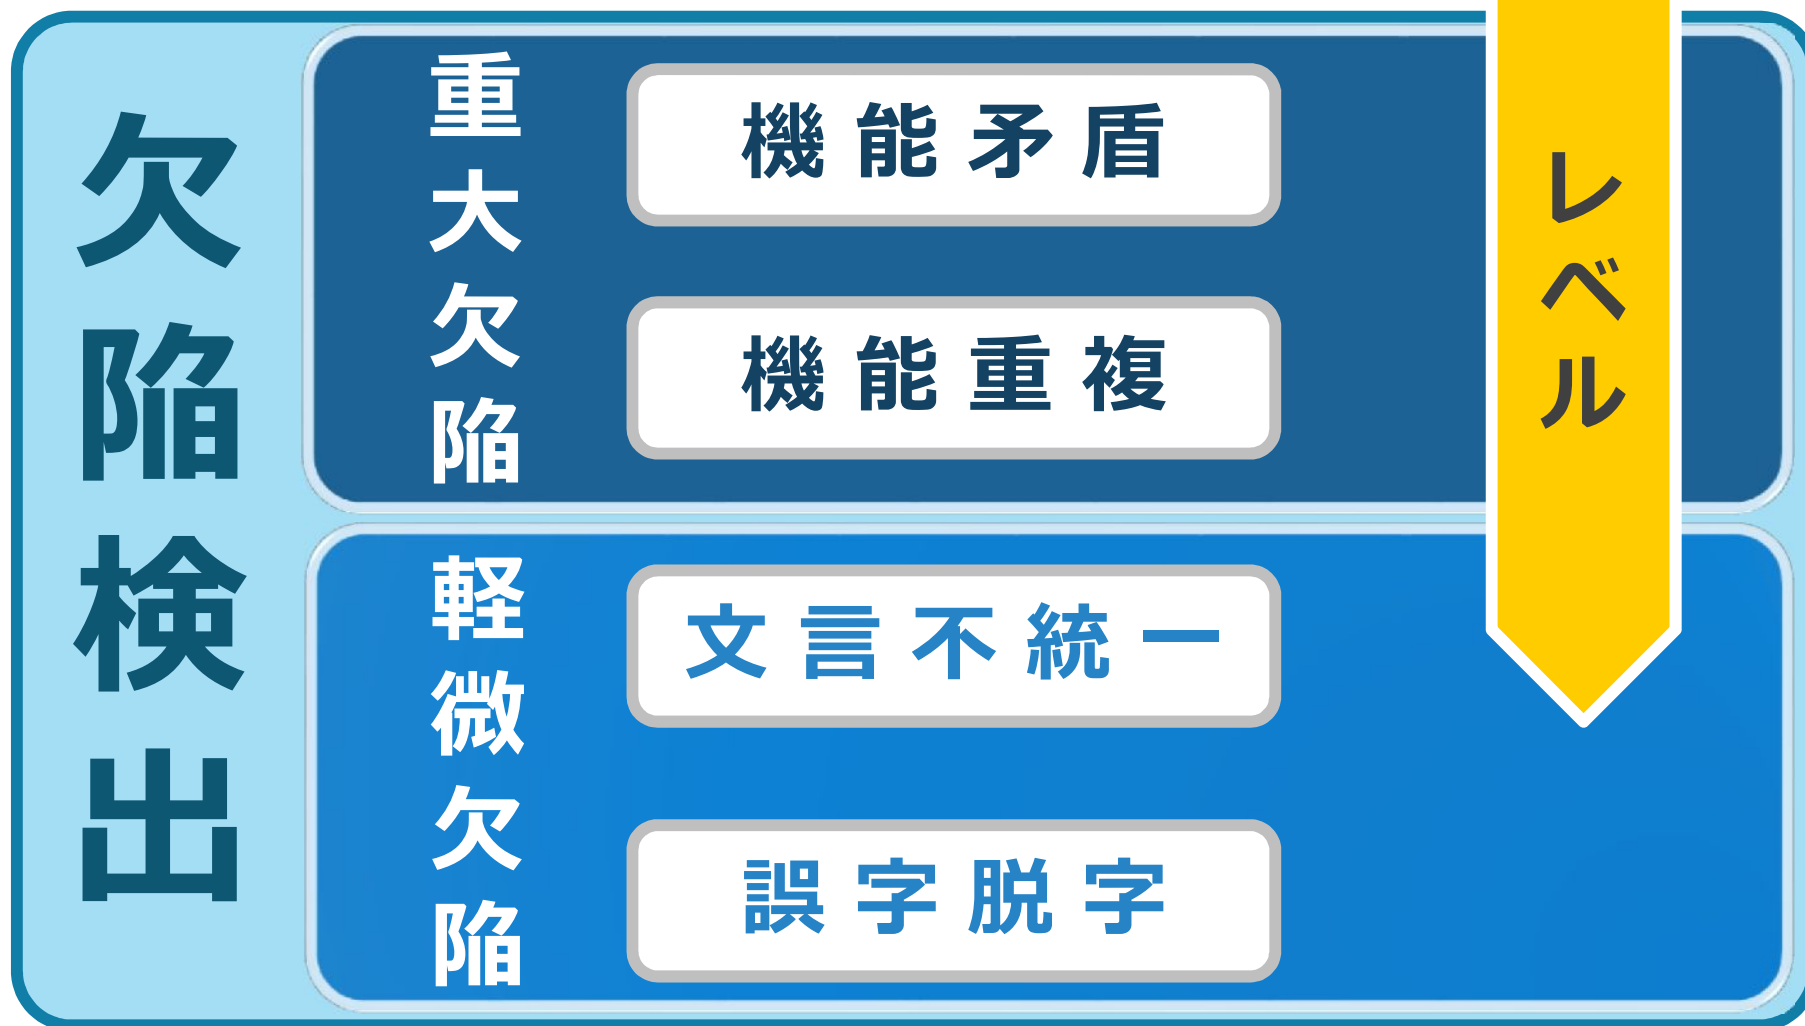 欠陥検出
重大欠陥
機能矛盾
機能重複
レベル
軽微欠陥
文言不統一
誤字脱字